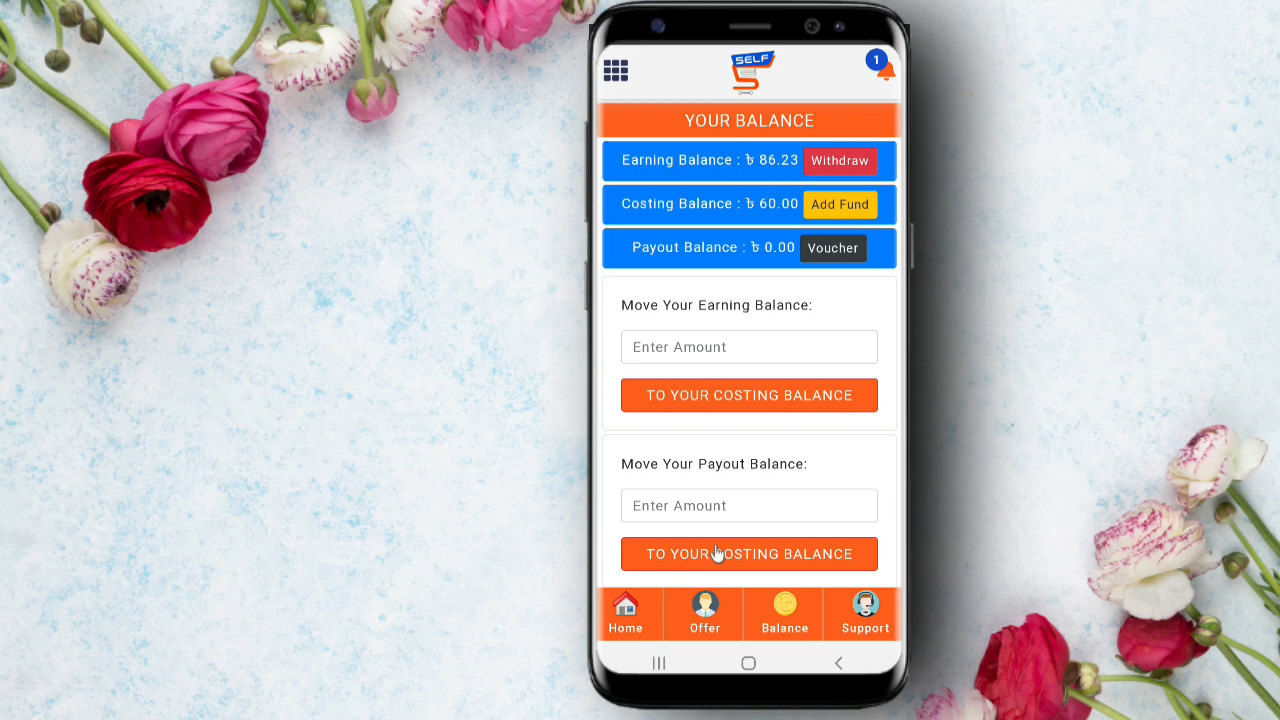 SELF
1
YOUR BALANCE
Earning Balance : ৳ 86.23 Withdraw
Costing Balance : ৳ 60.00 Add Fund
Payout Balance : ৳ 0.00 Voucher
Move Your Earning Balance:
Enter Amount
TO YOUR COSTING BALANCE
Move Your Payout Balance:
Enter Amount
TO YOUR COSTING BALANCE
Home Offer Balance Support